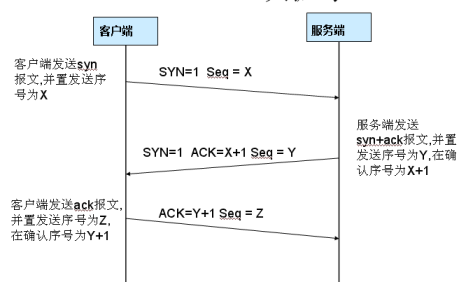 客户端
服务端
客户端发送syn
报文,并置发送序
号为X
SYN=1 Seq = X
服务端发送
syn+ack报文,并置
发送序号为Y,在确
认序号为X+1
SYN=1 ACK=X+1 Seq = Y
客户端发送ack报文,
并置发送序号为Z,
在确认序号为Y+1
ACK=Y+1 Seq = Z